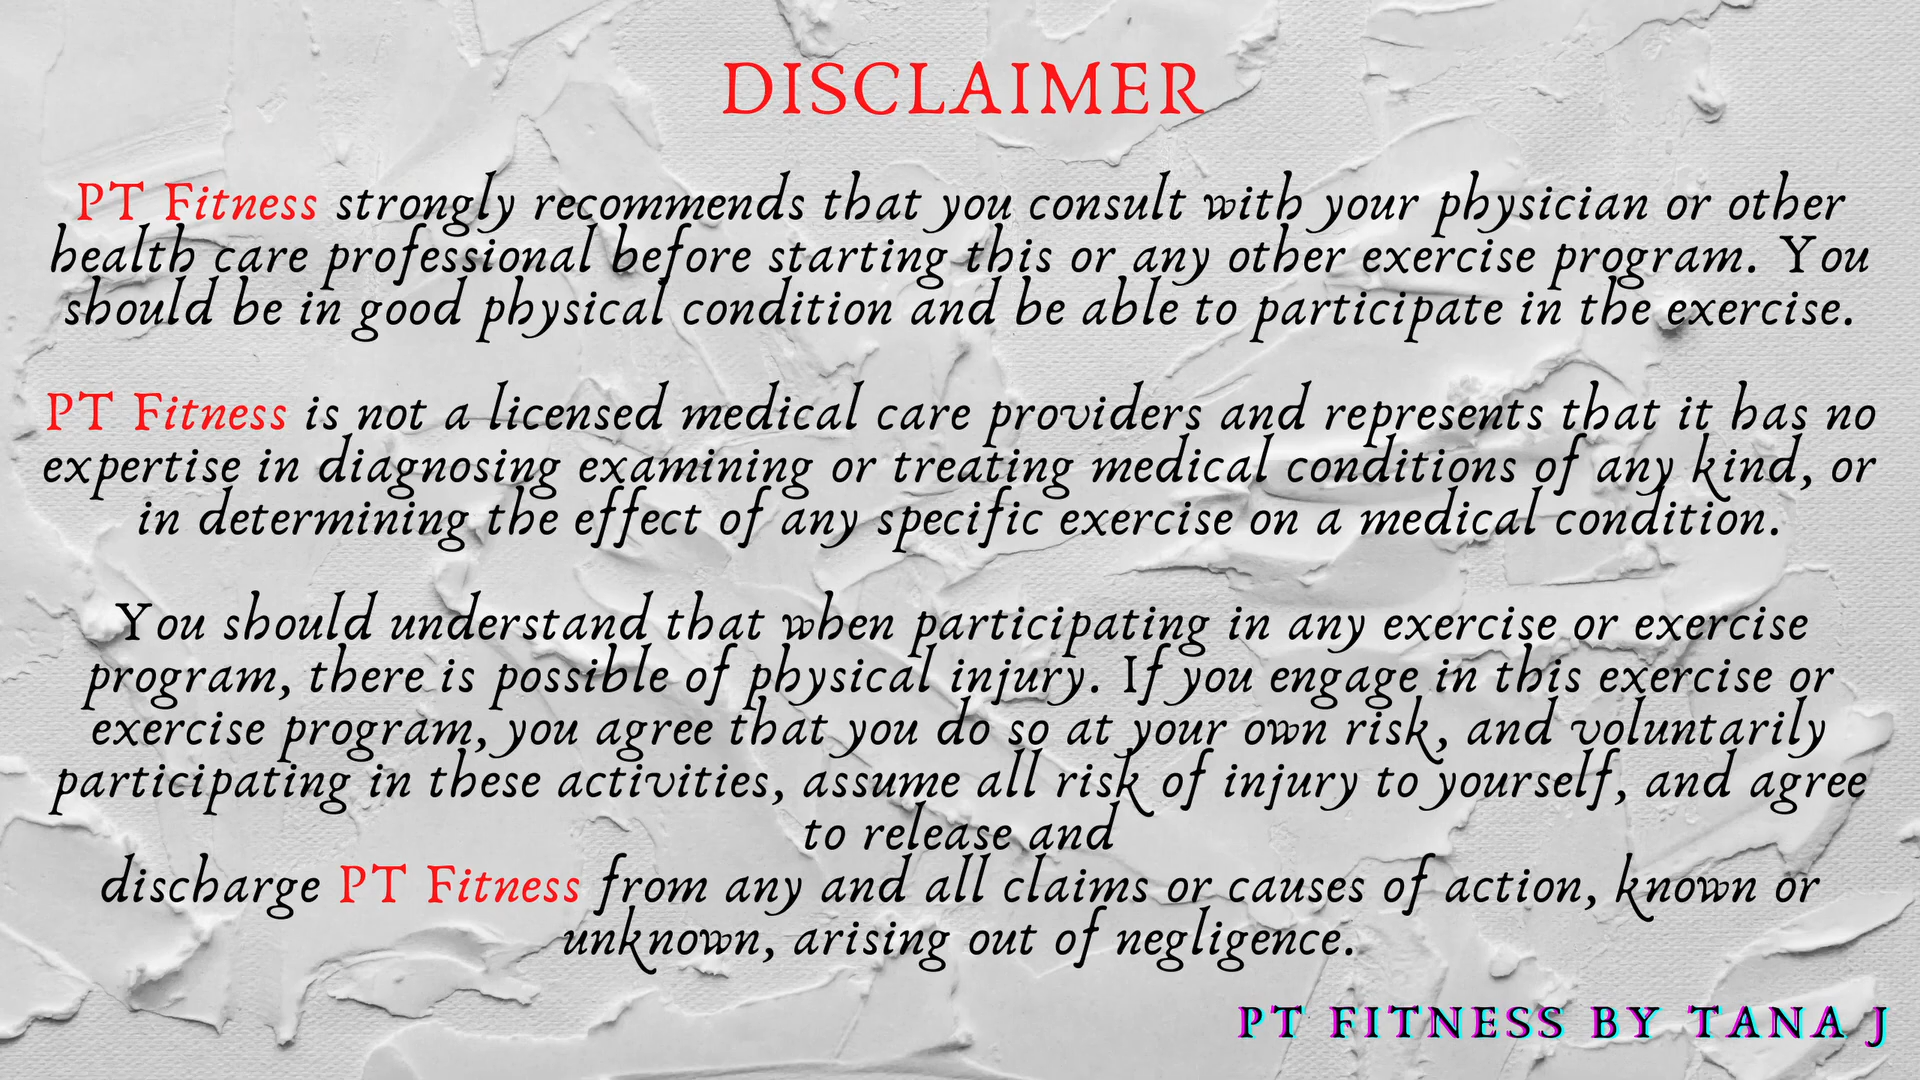 DISCLAIMER
PT Fitness strongly recommends that you consult with your physician or other
health care professional before starting this or any other exercise program. You
should be in good physical condition and be able to participate in the exercise.
PT Fitness is not a licensed medical care providers and represents that it has no
expertise in diagnosing examining or treating medical conditions of any kind, or
in determining the effect of any specific exercise on a medical condition.
You should understand that when participating in any exercise or exercise
program, there is possible of physical injury. If you engage in this exercise or
exercise program, you agree that you do so at your own risk, and voluntarily
participating in these activities, assume all risk of injury to yourself, and agree
to release and
discharge PT Fitness from any and all claims or causes of action, known or
unknown, arising out of negligence.
PT FITNESS BY TANA J